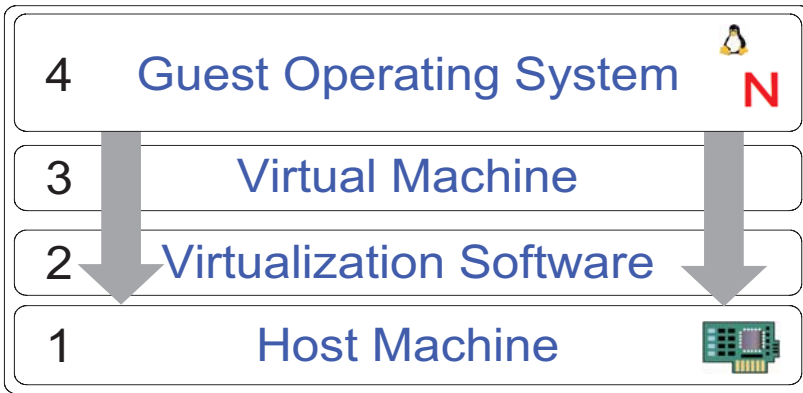 4 Guest Operating System
N
3 Virtual Machine
2 Virtualization Software
1 Host Machine